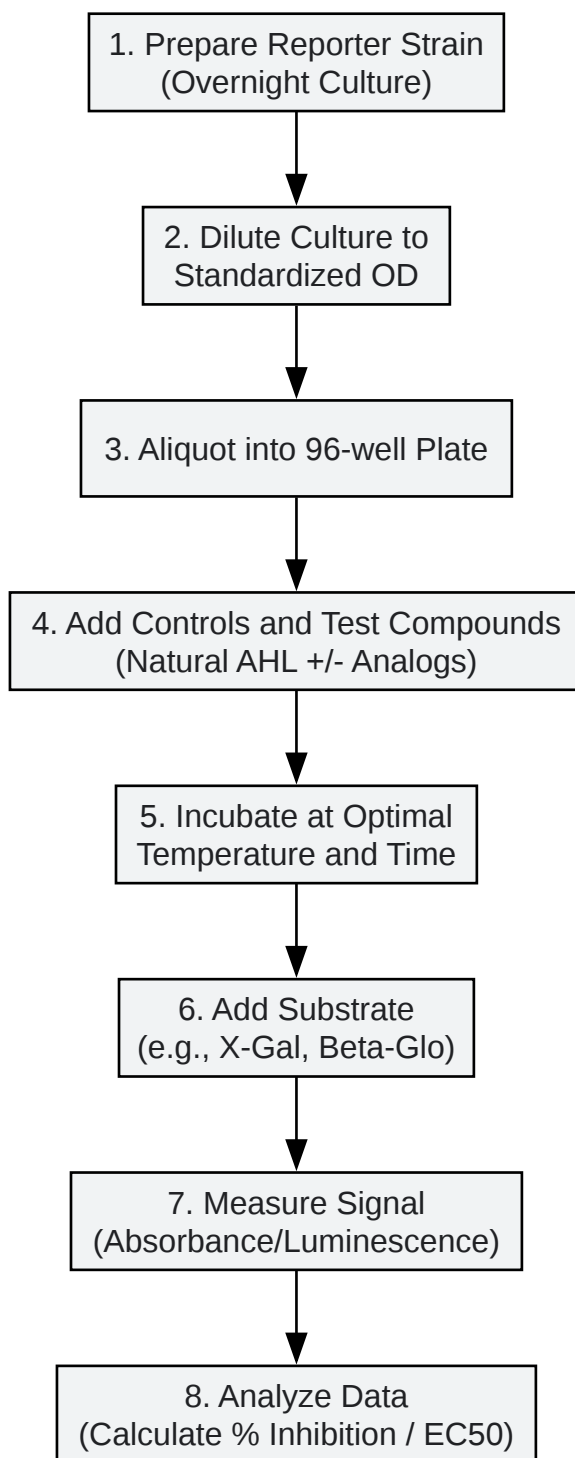 1. Prepare Reporter Strain
(Overnight Culture)
2. Dilute Culture to
Standardized OD
3. Aliquot into 96-well Plate
4. Add Controls and Test Compounds
(Natural AHL +/- Analogs)
5. Incubate at Optimal
Temperature and Time
6. Add Substrate
(e.g., X-Gal, Beta-Glo)
7. Measure Signal
(Absorbance/Luminescence)
8. Analyze Data
(Calculate % Inhibition / EC50)